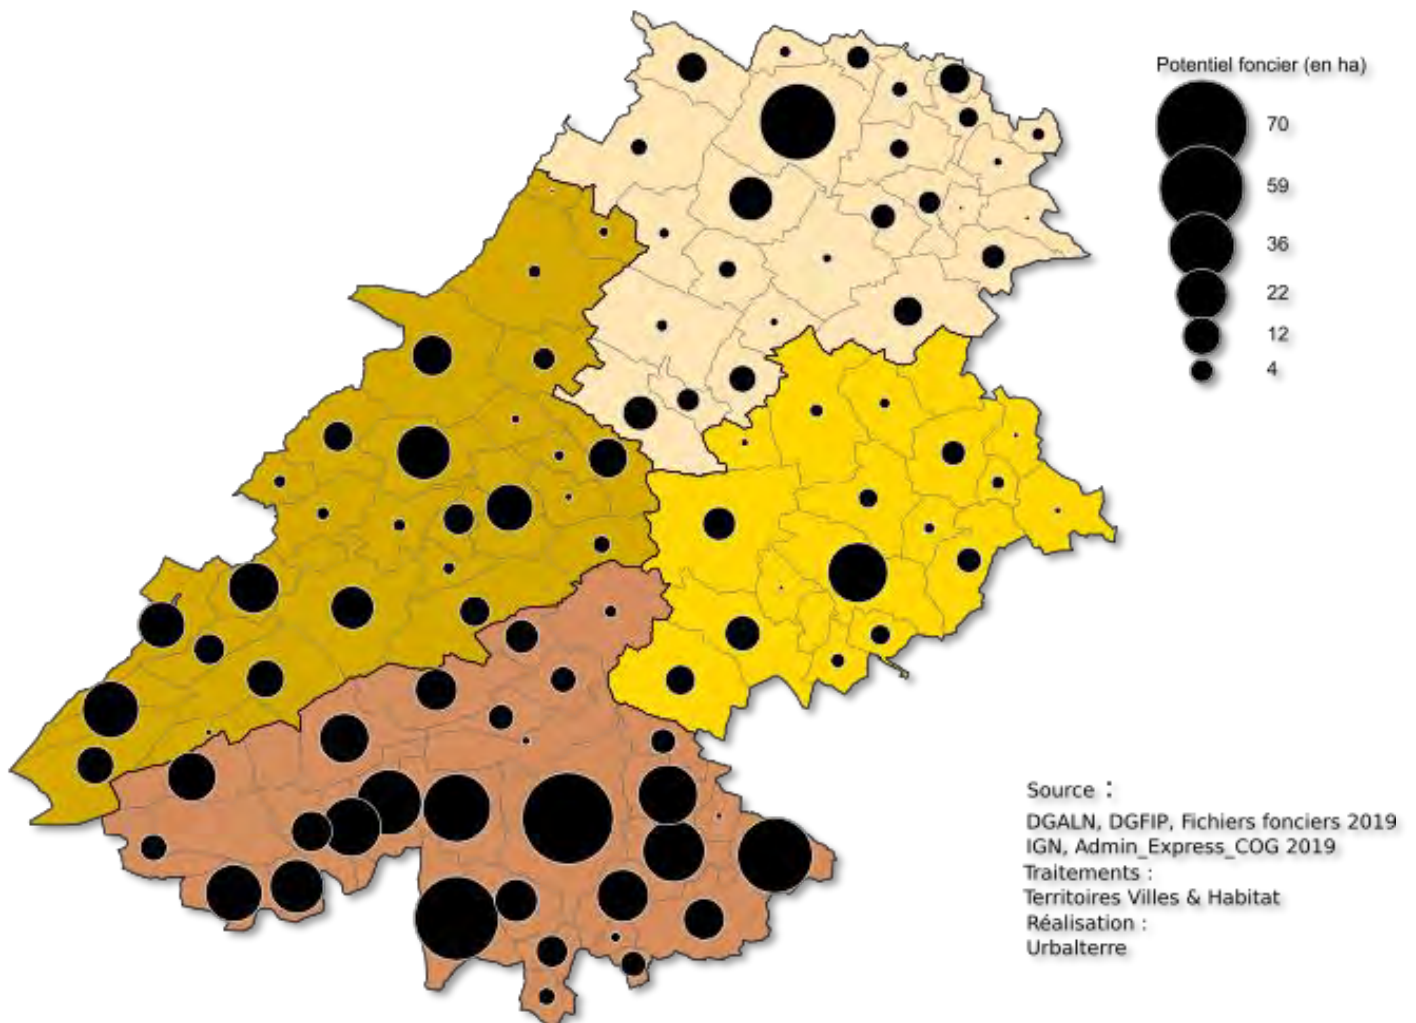 Potentiel foncier (en ha)
70
59
36
22
12
4
Source :
DGALN, DGFIP, Fichiers fonciers 2019
IGN, Admin_Express_COG 2019
Traitements :
Territoires Villes & Habitat
Réalisation :
Urbalterre